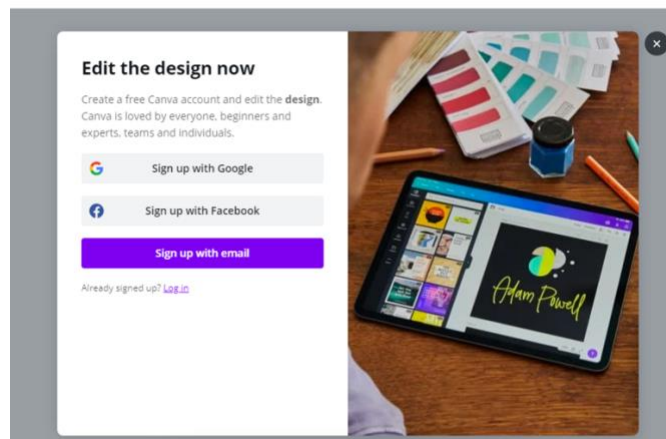 Edit the design now
Create a free Canva account and edit the design.
Canva is loved by everyone, beginners and
experts, teams and individuals.
Sign up with Google
Sign up with Facebook
Sign up with email
Already signed up? Log in
Adam Powell